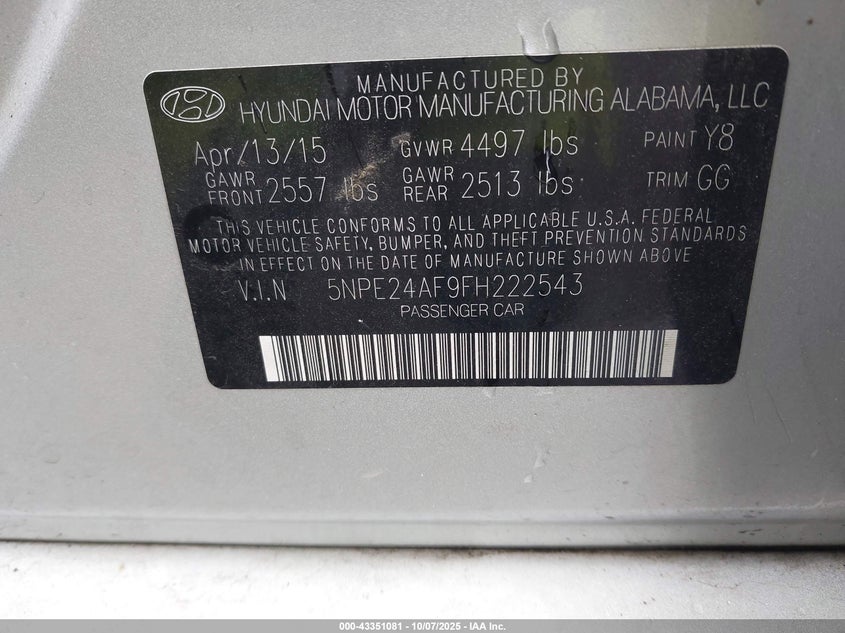 MANUFACTURED BY
HYUNDAI MOTOR MANUFACTURING ALABAMA, LLC
Apr/13/15 GVWR 4497 lbs PAINT Y8
GAWR FRONT 2557 lbs GAWR REAR 2513 lbs TRIM GG
THIS VEHICLE CONFORMS TO ALL APPLICABLE U.S.A. FEDERAL
MOTOR VEHICLE SAFETY, BUMPER, AND THEFT PREVENTION STANDARDS
IN EFFECT ON THE DATE OF MANUFACTURE SHOWN ABOVE
V.I.N 5NPE24AF9FH222543
PASSENGER CAR
000-43351081 - 10/07/2025 - IAA Inc.